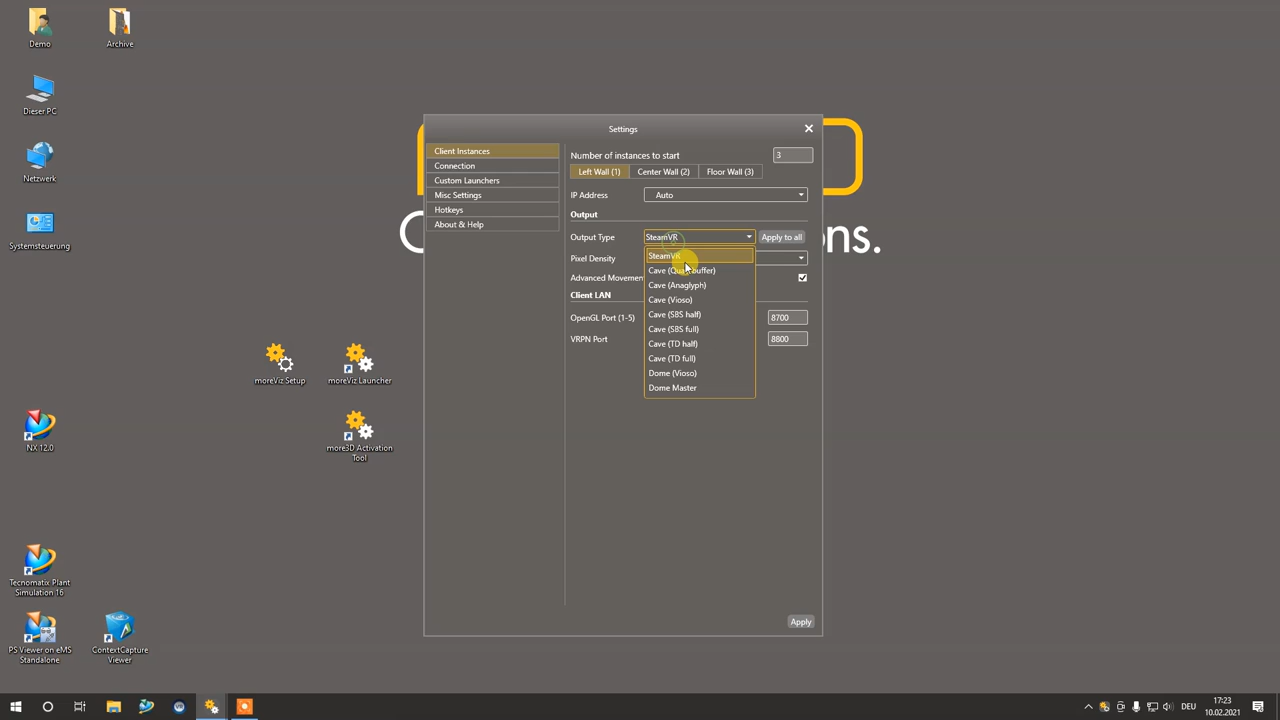 Demo
Archive
Dieser PC
Netzwerk
Systemsteuerung
moreViz Setup
moreViz Launcher
NX 12.0
more3D Activation
Tool
Tecnomatix Plant
Simulation 16
PS Viewer on eMS
Standalone
ContextCapture
Viewer
ns.
Settings
Client Instances
Connection
Custom Launchers
Misc Settings
Hotkeys
About & Help
Number of instances to start
3
Left Wall (1)
Center Wall (2)
Floor Wall (3)
IP Address
Auto
Output
Output Type
SteamVR
Apply to all
Pixel Density
Advanced Movemen
Client LAN
OpenGL Port (1-5)
8700
VRPN Port
8800
SteamVR
Cave (Quadbuffer)
Cave (Anaglyph)
Cave (Vioso)
Cave (SBS half)
Cave (SBS full)
Cave (TD half)
Cave (TD full)
Dome (Vioso)
Dome Master
Apply
DEU
17:23
10.02.2021